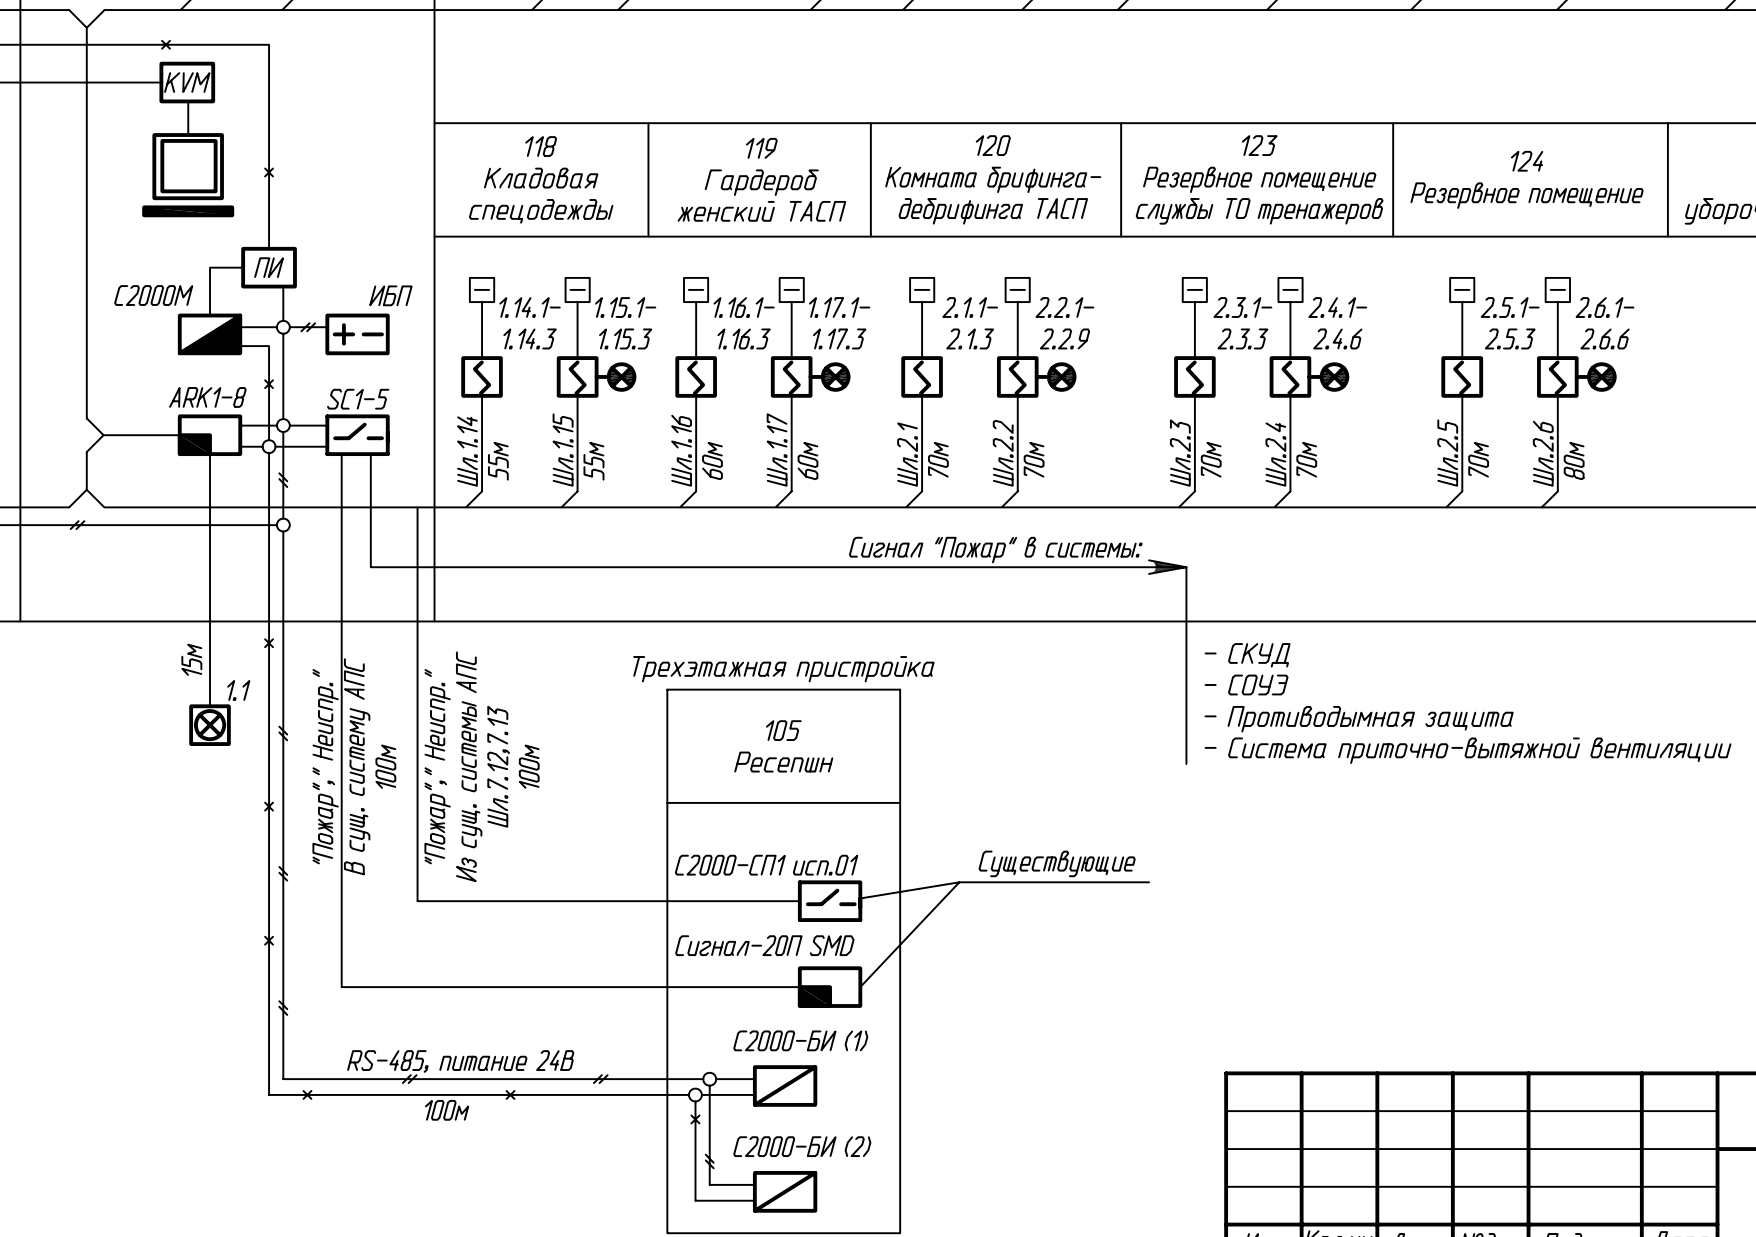 KVM
ПИ
С2000М
ИБП
ARK1-8
SC1-5
118
Кладовая
спецодежды
119
Гардероб
женский ТАСП
120
Комната брифинга-
дебрифинга ТАСП
123
Резервное помещение
службы ТО тренажеров
124
Резервное помещение
1.14.1-
1.14.3
1.15.1-
1.15.3
1.16.1-
1.16.3
1.17.1-
1.17.3
2.1.1-
2.1.3
2.2.1-
2.2.9
2.3.1-
2.3.3
2.4.1-
2.4.6
2.5.1-
2.5.3
2.6.1-
2.6.6
Шл.1.14
55м
Шл.1.15
55м
Шл.1.16
60м
Шл.1.17
60м
Шл.2.1
70м
Шл.2.2
70м
Шл.2.3
70м
Шл.2.4
70м
Шл.2.5
70м
Шл.2.6
80м
Сигнал "Пожар" в системы:
- СКУД
- СОУЭ
- Противодымная защита
- Система приточно-вытяжной вентиляции
15м
1.1
"Пожар"," Неиспр."
В сущ. систему АПС
100м
"Пожар"," Неиспр."
Из сущ. системы АПС
Шл.7.12,7.13
100м
Трехэтажная пристройка
105
Ресепшн
С2000-СП1 исп.01
Существующие
Сигнал-20П SMD
С2000-БИ (1)
RS-485, питание 24В
100м
С2000-БИ (2)